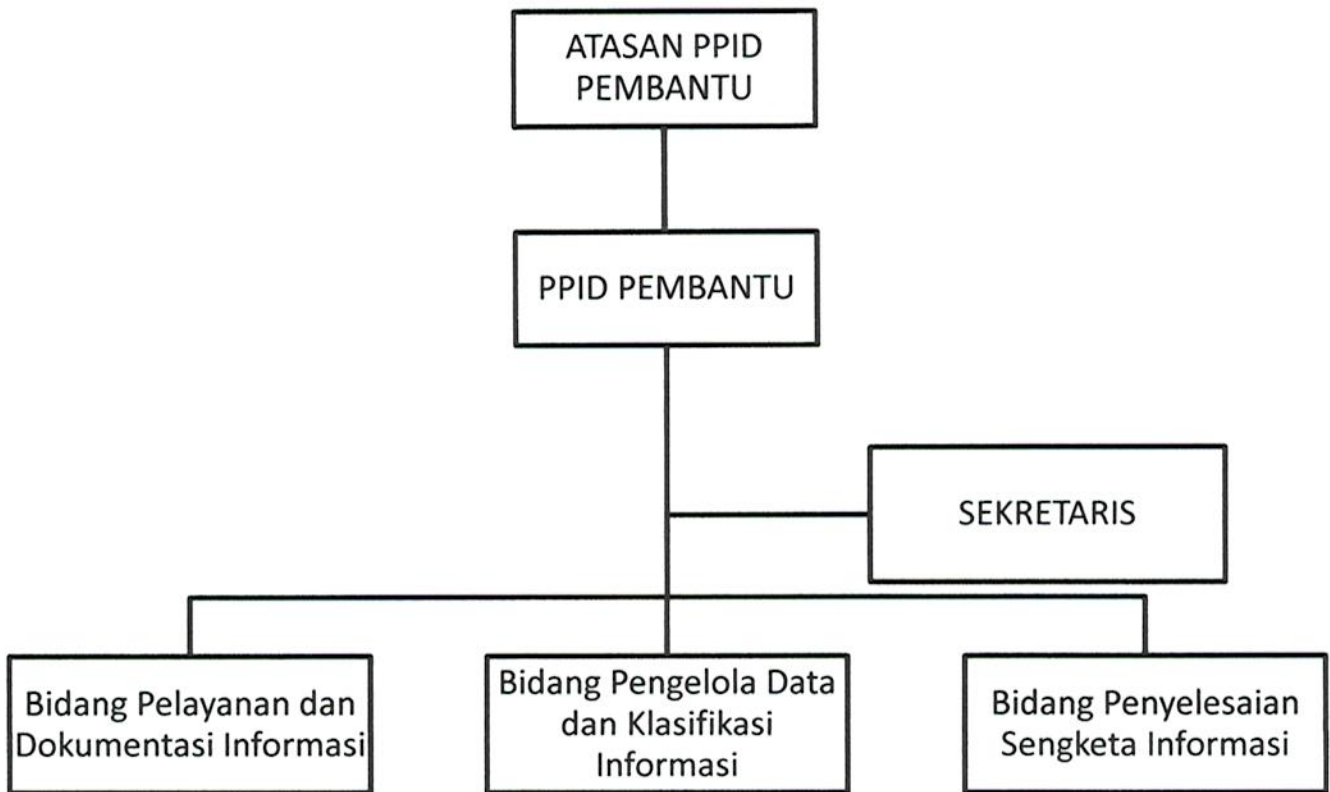 ATASAN PPID
PEMBANTU
PPID PEMBANTU
SEKRETARIS
Bidang Pelayanan dan
Dokumentasi Informasi
Bidang Pengelola Data
dan Klasifikasi
Informasi
Bidang Penyelesaian
Sengketa Informasi